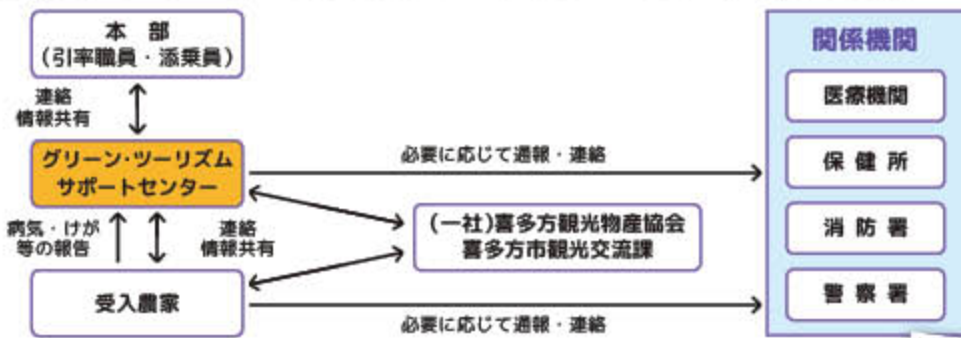 本　部
（引率職員・添乗員）
連絡
情報共有
グリーン・ツーリズム
サポートセンター
病気・けが
等の報告
連絡
情報共有
受入農家
必要に応じて通報・連絡
(一社)喜多方観光物産協会
喜多方市観光交流課
必要に応じて通報・連絡
関係機関
医療機関
保 健 所
消 防 署
警 察 署